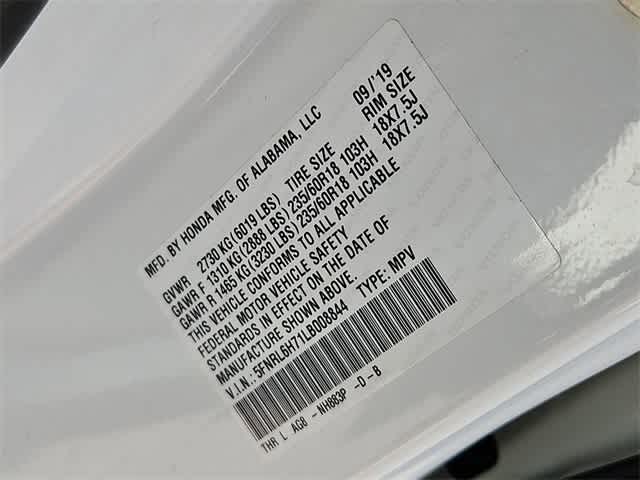 MFD. BY HONDA MFG. OF ALABAMA, LLC 09/'19
GVWR 2730 KG (6019 LBS) TIRE SIZE RIM SIZE
GAWR F 1310 KG (2888 LBS) 235/60R18 103H 18X7.5J
GAWR R 1465 KG (3230 LBS) 235/60R18 103H 18X7.5J
THIS VEHICLE CONFORMS TO ALL APPLICABLE
FEDERAL MOTOR VEHICLE SAFETY
STANDARDS IN EFFECT ON THE DATE OF
MANUFACTURE SHOWN ABOVE.
V.I.N.: 5FNRL6H71LB008844 TYPE: MPV
THR L AG8 -NH883P -0-B